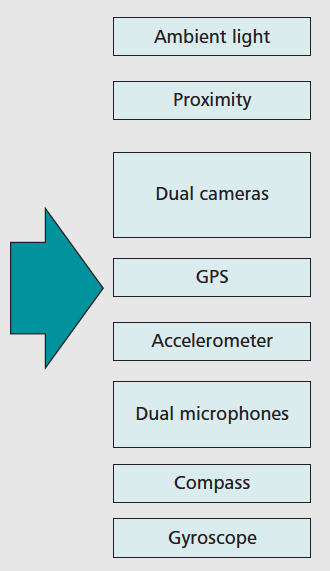 Ambient light
Proximity
Dual cameras
GPS
Accelerometer
Dual microphones
Compass
Gyroscope